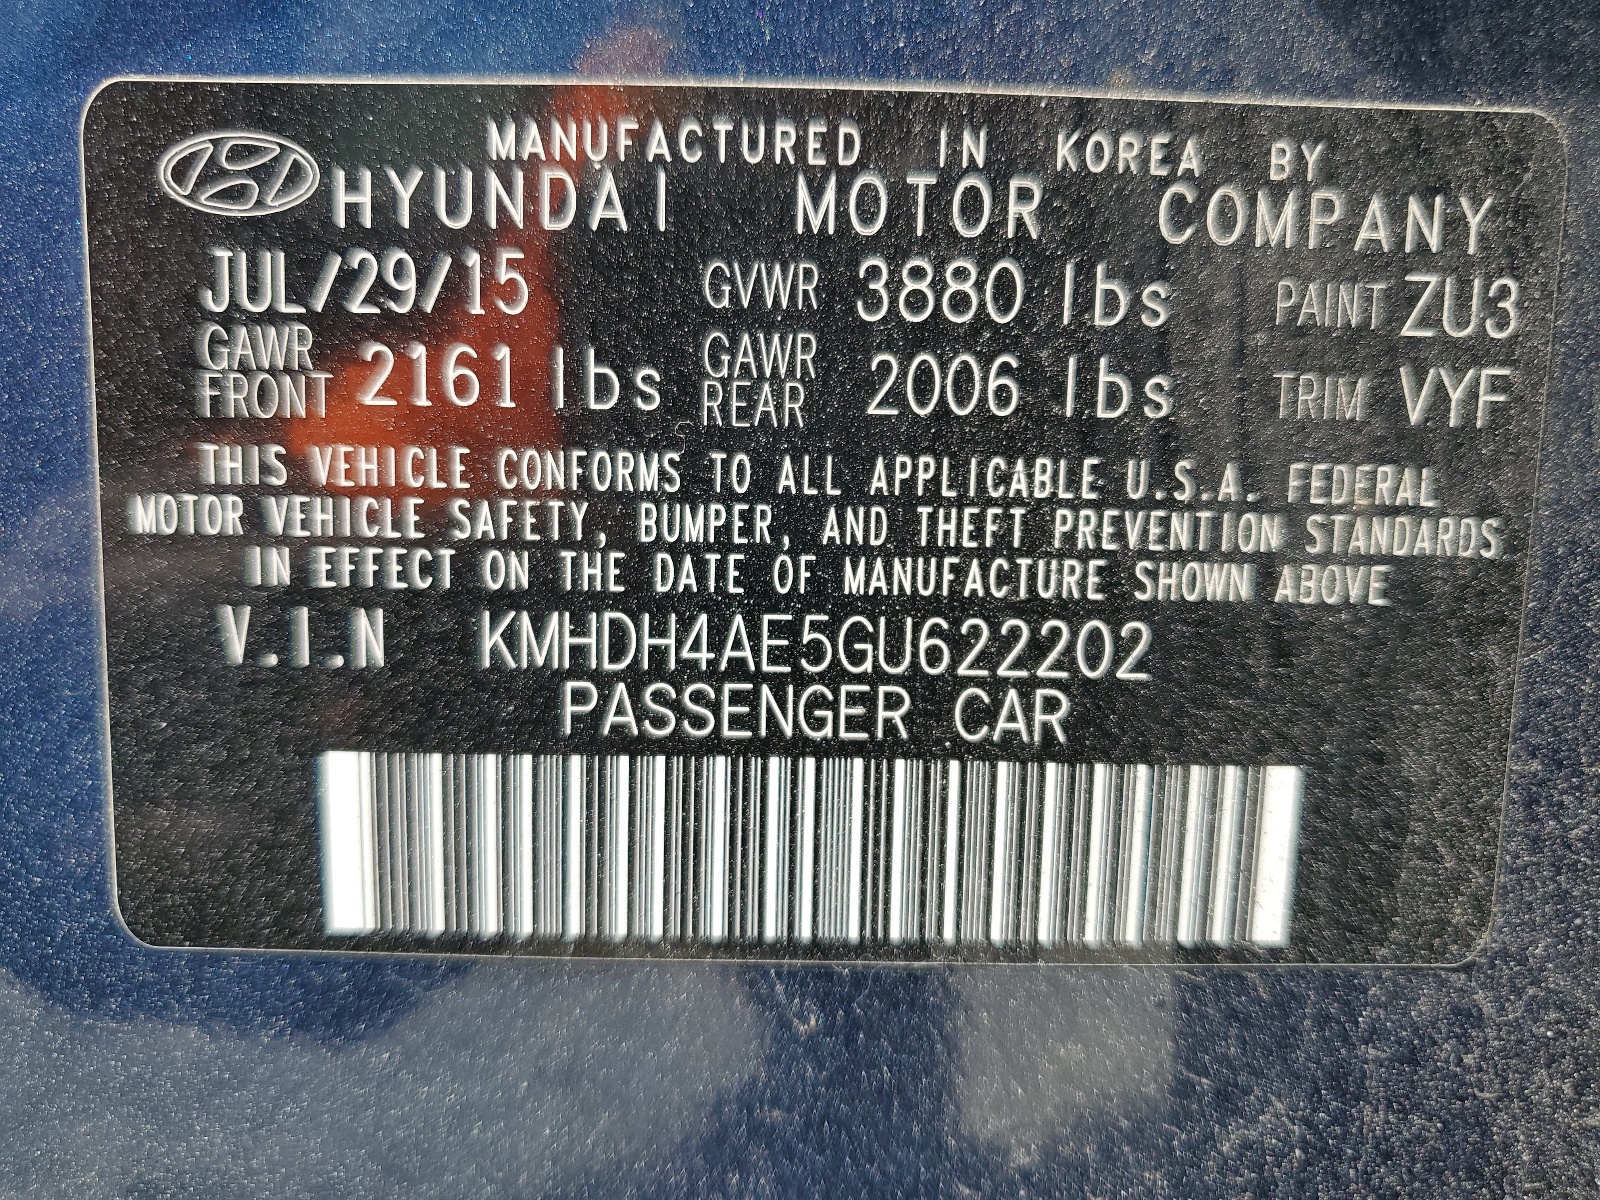 MANUFACTURED IN KOREA BY
HYUNDAI MOTOR COMPANY
JUL/29/15 GVWR 3880 lbs PAINT ZU3
GAWR FRONT 2161 lbs GAWR REAR 2006 lbs TRIM VYF
THIS VEHICLE CONFORMS TO ALL APPLICABLE U.S.A. FEDERAL
MOTOR VEHICLE SAFETY, BUMPER, AND THEFT PREVENTION STANDARDS
IN EFFECT ON THE DATE OF MANUFACTURE SHOWN ABOVE
V.I.N KMHDH4AE5GU622202
PASSENGER CAR